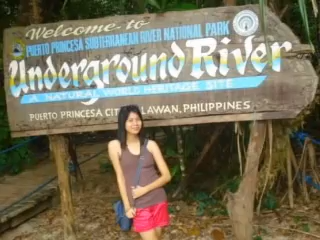 Welcome to
PUERTO PRINCESA SUBTERRANEAN RIVER NATIONAL PARK
Underground River
A NATURAL WORLD HERITAGE SITE
PUERTO PRINCESA CITY, PALAWAN, PHILIPPINES